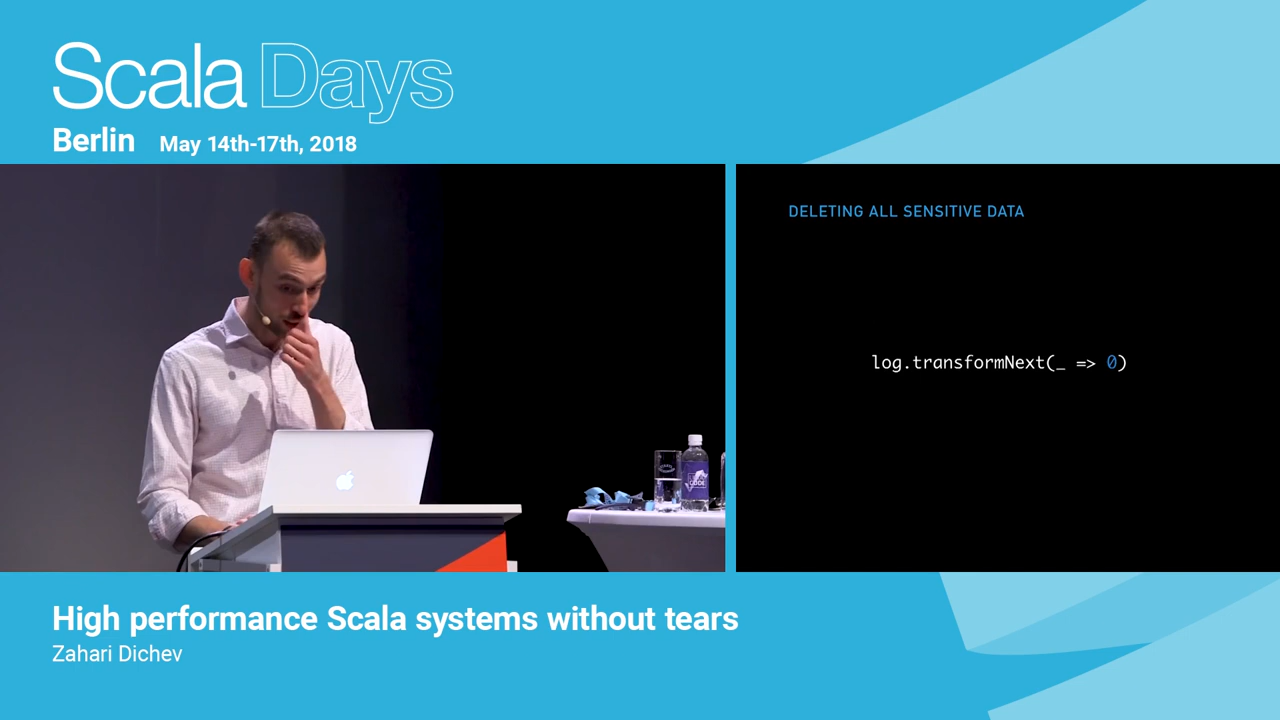 Scala Days
Berlin May 14th-17th, 2018
DELETING ALL SENSITIVE DATA
log.transformNext(_ => 0)
CODE
High performance Scala systems without tears
Zahari Dichev